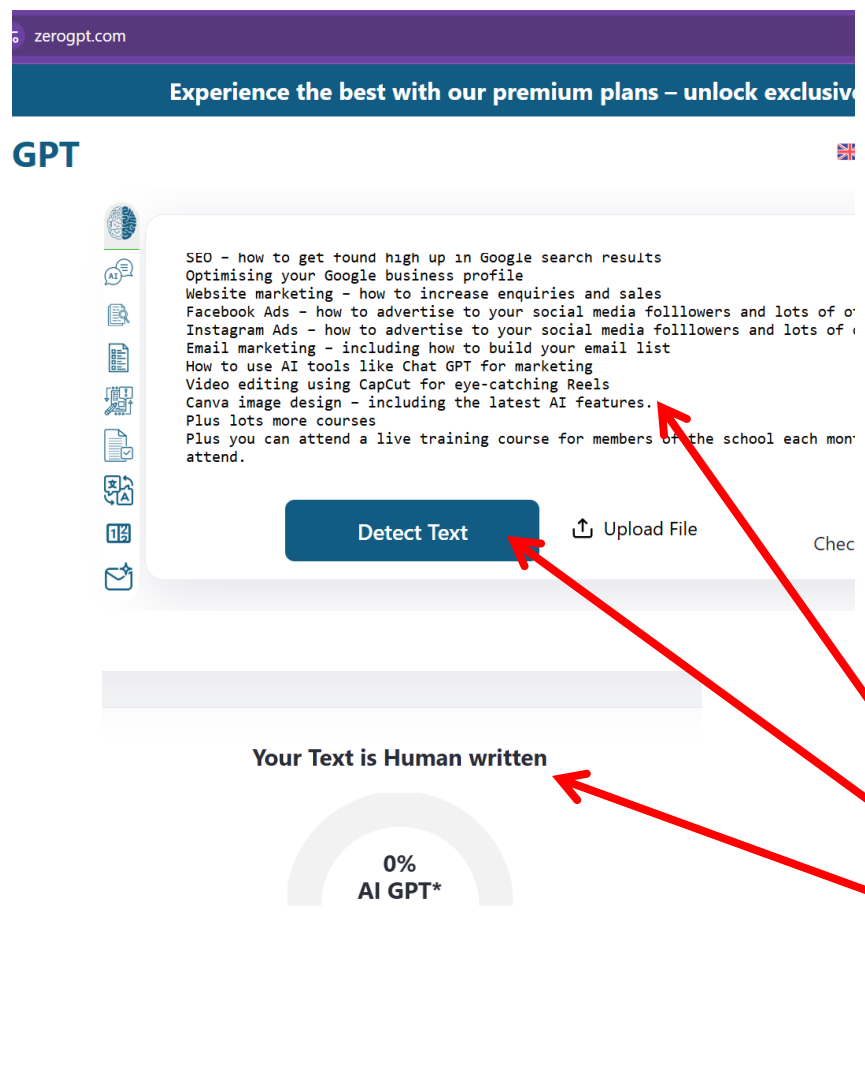 zerogpt.com
Experience the best with our premium plans – unlock exclusive
GPT
SEO – how to get found high up in Google search results
Optimising your Google business profile
Website marketing – how to increase enquiries and sales
Facebook Ads – how to advertise to your social media folllowers and lots of
Instagram Ads – how to advertise to your social media folllowers and lots of
Email marketing – including how to build your email list
How to use AI tools like Chat GPT for marketing
Video editing using CapCut for eye-catching Reels
Canva image design – including the latest AI features.
Plus lots more courses
Plus you can attend a live training course for members of the school each
attend.
Detect Text
Upload File
Your Text is Human written
0%
AI GPT*